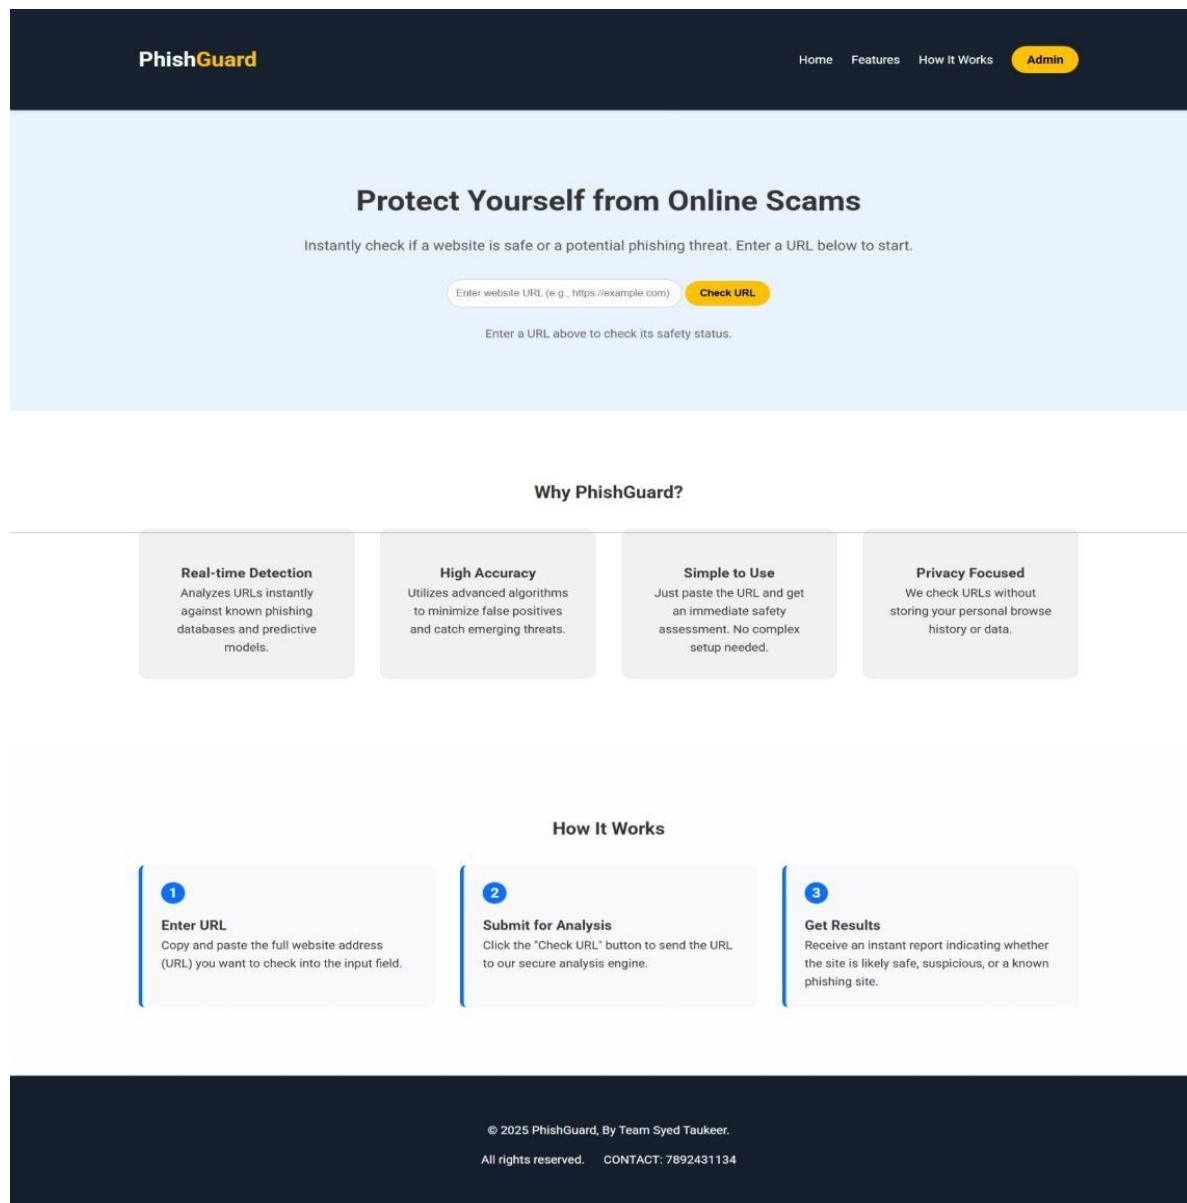 PhishGuard
Home Features How It Works Admin
Protect Yourself from Online Scams
Instantly check if a website is safe or a potential phishing threat. Enter a URL below to start.
Enter website URL (e.g., https://example.com) Check URL
Enter a URL above to check its safety status.
Why PhishGuard?
Real-time Detection
Analyzes URLs instantly
against known phishing
databases and predictive
models.
High Accuracy
Utilizes advanced algorithms
to minimize false positives
and catch emerging threats.
Simple to Use
Just paste the URL and get
an immediate safety
assessment. No complex
setup needed.
Privacy Focused
We check URLs without
storing your personal browse
history or data.
How It Works
1
Enter URL
Copy and paste the full website address
(URL) you want to check into the input field.
2
Submit for Analysis
Click the "Check URL" button to send the URL
to our secure analysis engine.
3
Get Results
Receive an instant report indicating whether
the site is likely safe, suspicious, or a known
phishing site.
© 2025 PhishGuard, By Team Syed Taukeer.
All rights reserved. CONTACT: 7892431134